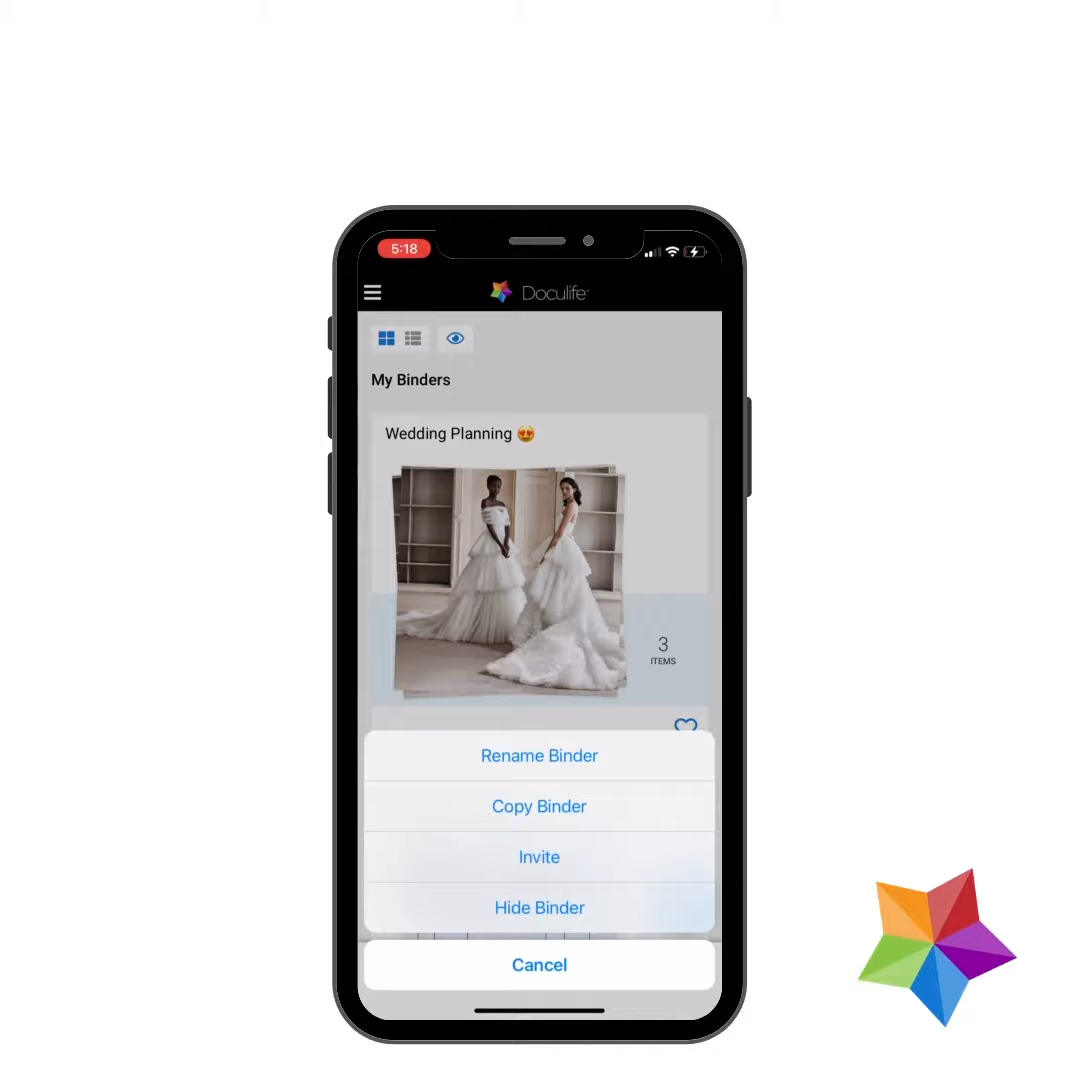 5:18
Doculife
My Binders
Wedding Planning 😍
3
ITEMS
Rename Binder
Copy Binder
Invite
Hide Binder
Cancel